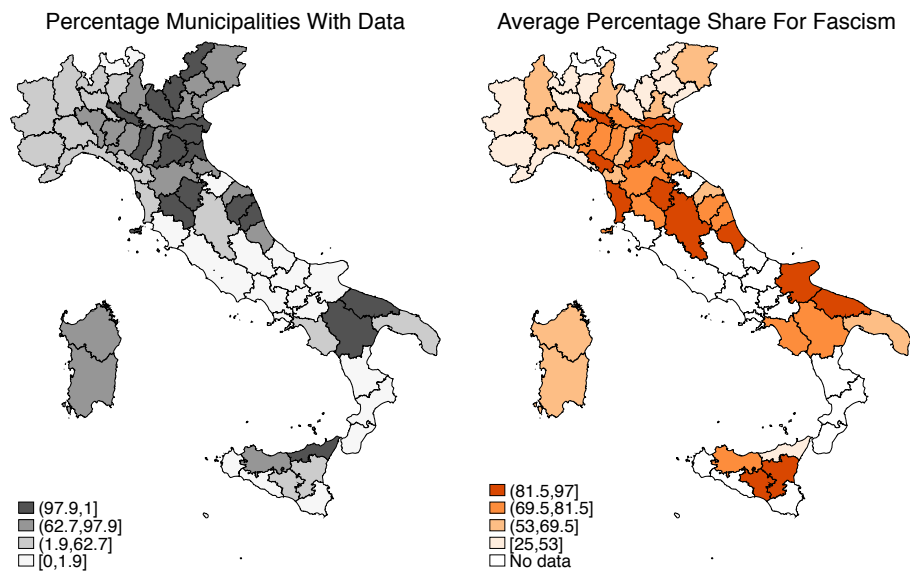 Percentage Municipalities With Data
(97.9,1]
(62.7,97.9]
(1.9,62.7]
[0,1.9]
Average Percentage Share For Fascism
(81.5,97]
(69.5,81.5]
(53,69.5]
[25,53]
No data